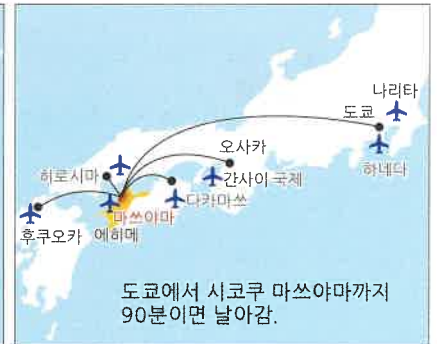 나리타
도쿄
하네다
오사카
간사이 국제
히로시마
다카마쓰
마쓰야마
후쿠오카
에히메
도쿄에서 시코쿠 마쓰야마까지
90분이면 날아감.